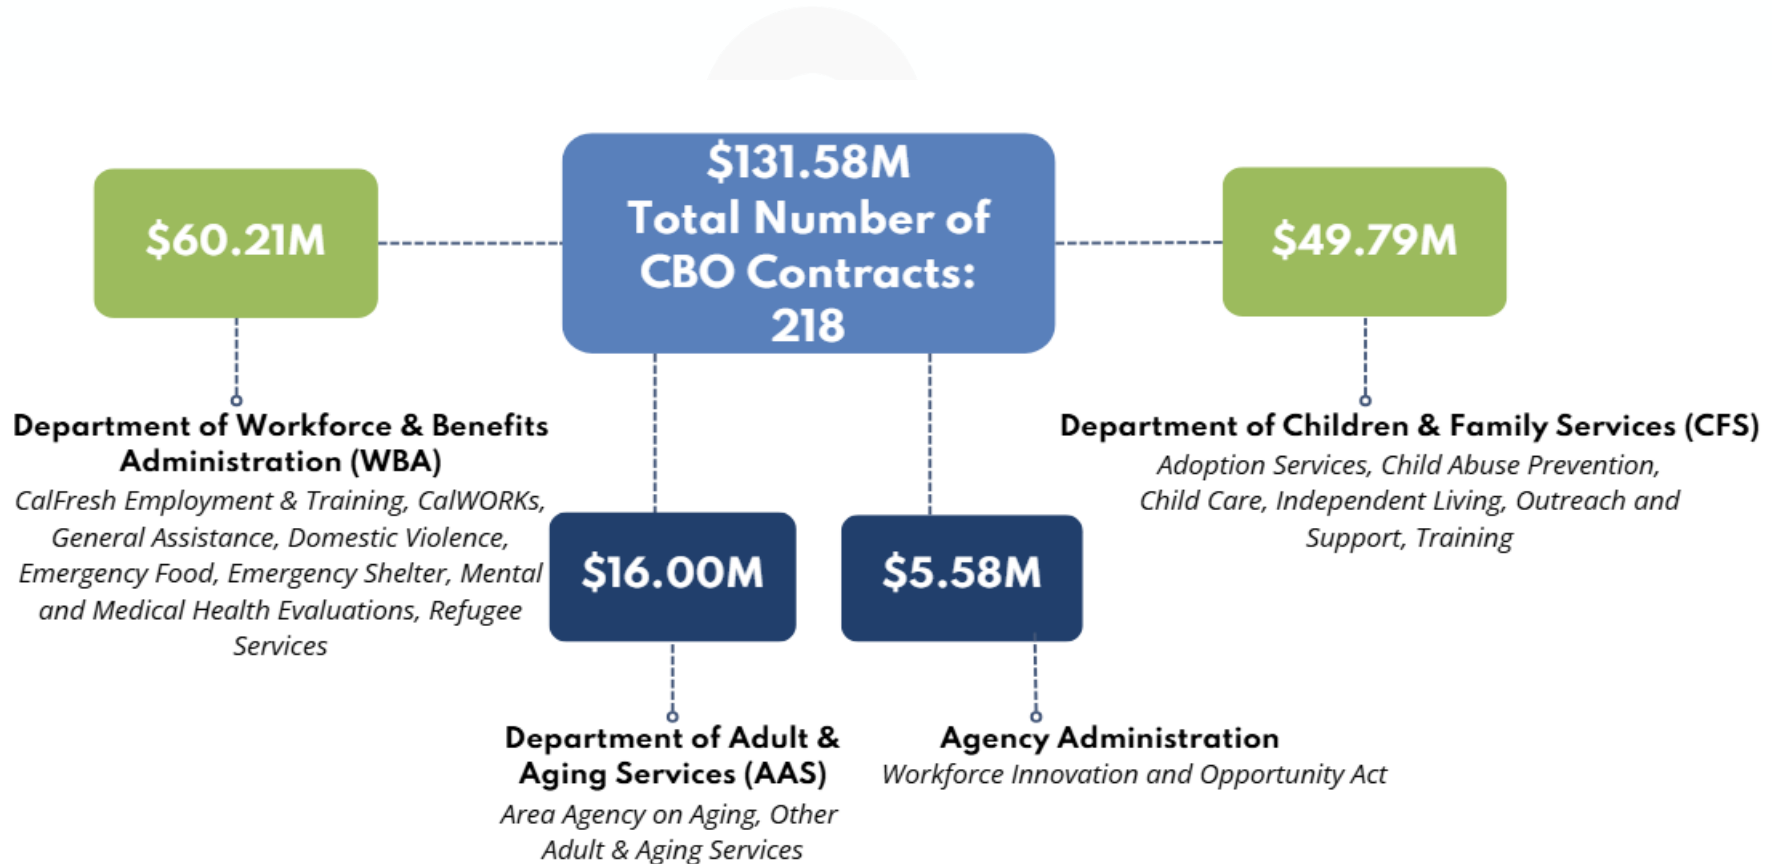 $131.58M
Total Number of
CBO Contracts:
218
$60.21M
$49.79M
Department of Workforce & Benefits
Administration (WBA)
CalFresh Employment & Training, CalWORKs,
General Assistance, Domestic Violence,
Emergency Food, Emergency Shelter, Mental
and Medical Health Evaluations, Refugee
Services
Department of Children & Family Services (CFS)
Adoption Services, Child Abuse Prevention,
Child Care, Independent Living, Outreach and
Support, Training
$16.00M
$5.58M
Department of Adult &
Aging Services (AAS)
Area Agency on Aging, Other
Adult & Aging Services
Agency Administration
Workforce Innovation and Opportunity Act